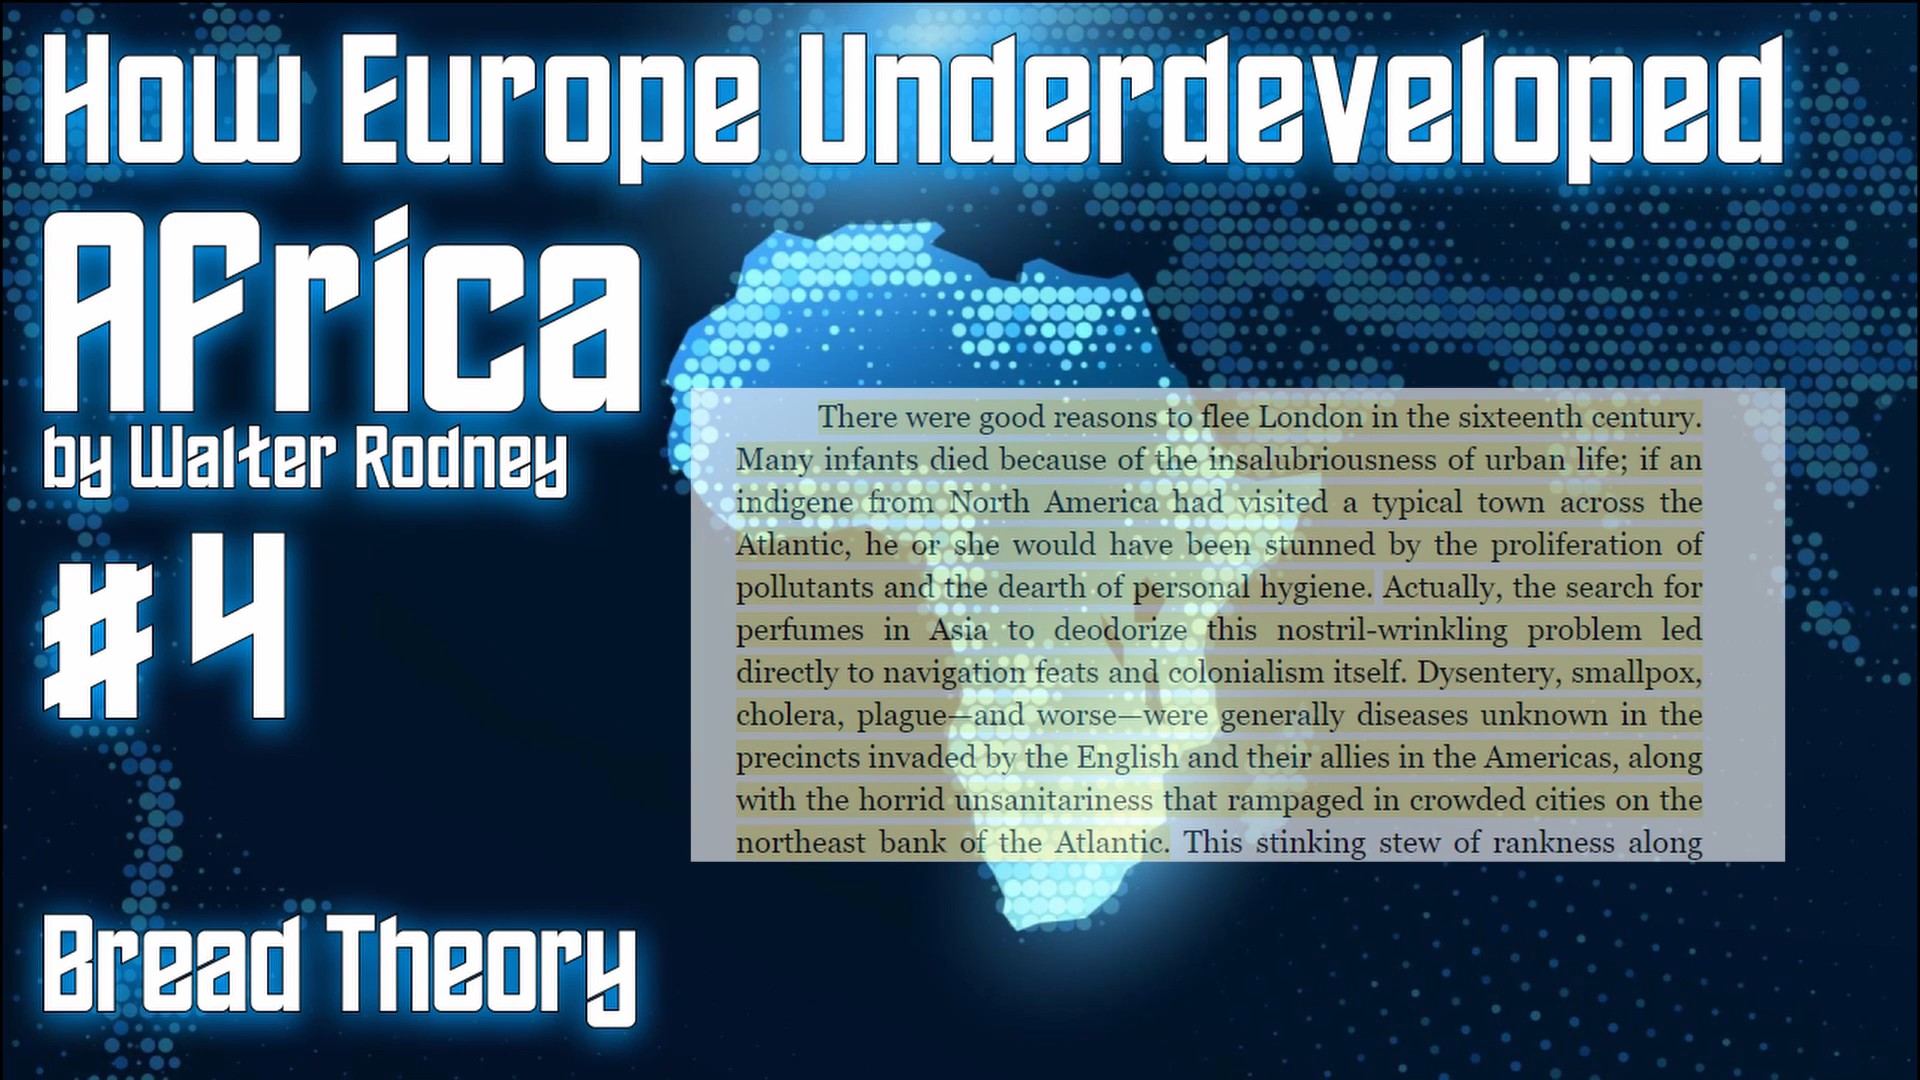 How Europe Underdeveloped
Africa
by Walter Rodney
#4
There were good reasons to flee London in the sixteenth century.
Many infants died because of the insalubriousness of urban life; if an
indigene from North America had visited a typical town across the
Atlantic, he or she would have been stunned by the proliferation of
pollutants and the dearth of personal hygiene. Actually, the search for
perfumes in Asia to deodorize this nostril-wrinkling problem led
directly to navigation feats and colonialism itself. Dysentery, smallpox,
cholera, plague—and worse—were generally diseases unknown in the
precincts invaded by the English and their allies in the Americas, along
with the horrid unsanitariness that rampaged in crowded cities on the
northeast bank of the Atlantic. This stinking stew of rankness along
Bread Theory